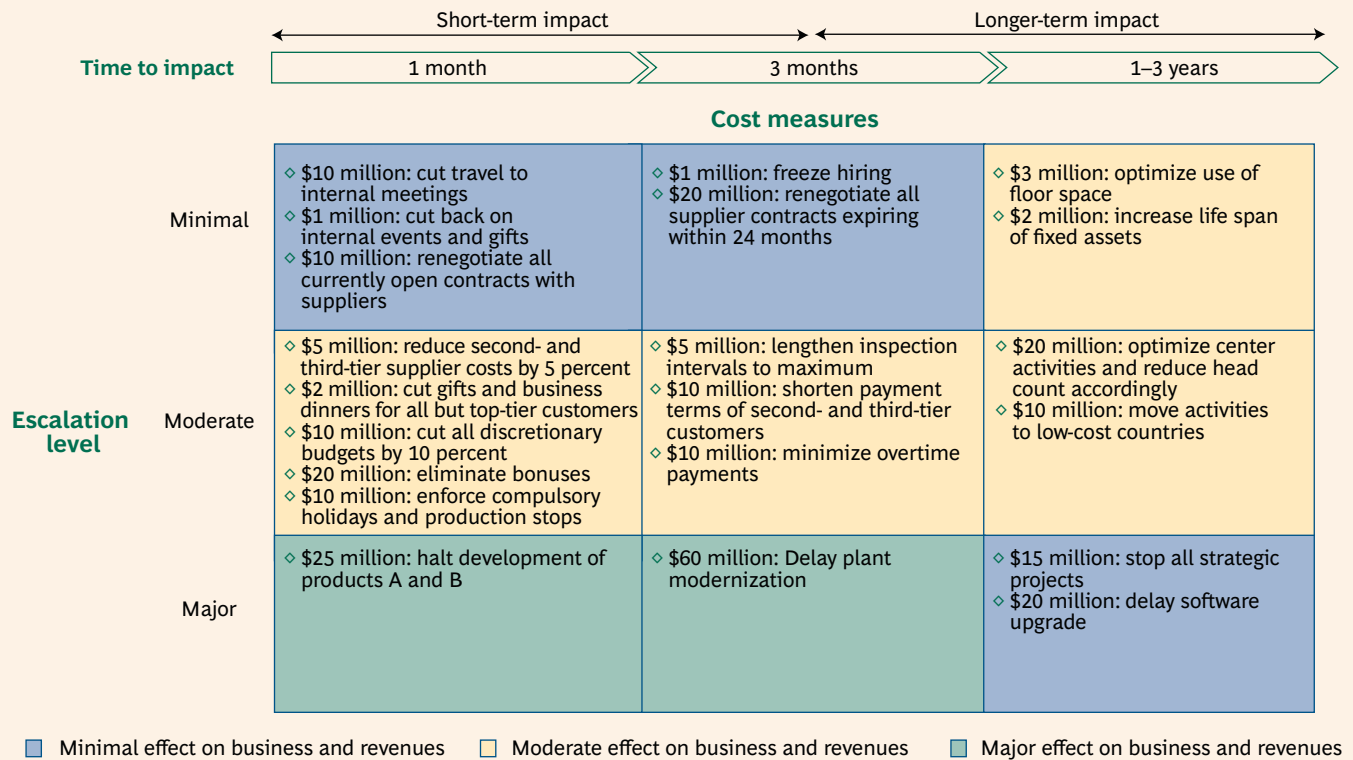 Short-term impact
Longer-term impact
Time to impact
1 month
3 months
1–3 years
Cost measures
Minimal
◇ $10 million: cut travel to
internal meetings
◇ $1 million: cut back on
internal events and gifts
◇ $10 million: renegotiate all
currently open contracts with
suppliers
◇ $1 million: freeze hiring
◇ $20 million: renegotiate all
supplier contracts expiring
within 24 months
◇ $3 million: optimize use of
floor space
◇ $2 million: increase life span
of fixed assets
Escalation
level
Moderate
◇ $5 million: reduce second- and
third-tier supplier costs by 5 percent
◇ $2 million: cut gifts and business
dinners for all but top-tier customers
◇ $10 million: cut all discretionary
budgets by 10 percent
◇ $20 million: eliminate bonuses
◇ $10 million: enforce compulsory
holidays and production stops
◇ $5 million: lengthen inspection
intervals to maximum
◇ $10 million: shorten payment
terms of second- and third-tier
customers
◇ $10 million: minimize overtime
payments
◇ $20 million: optimize center
activities and reduce head
count accordingly
◇ $10 million: move activities
to low-cost countries
Major
◇ $25 million: halt development of
products A and B
◇ $60 million: Delay plant
modernization
◇ $15 million: stop all strategic
projects
◇ $20 million: delay software
upgrade
Minimal effect on business and revenues
Moderate effect on business and revenues
Major effect on business and revenues